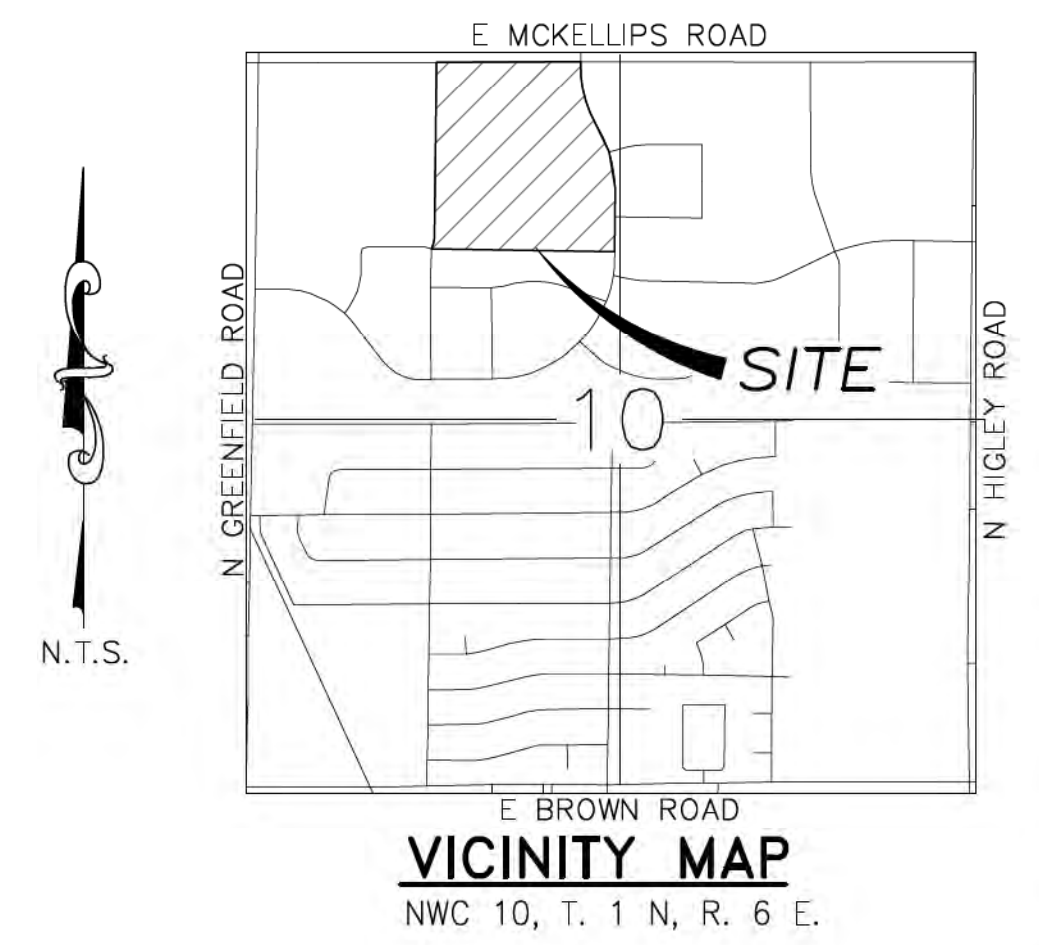 E MCKELLIPS ROAD
N GREENFIELD ROAD
N HIGLEY ROAD
SITE
10
N.T.S.
E BROWN ROAD
VICINITY MAP
NWC 10, T. 1 N, R. 6 E.